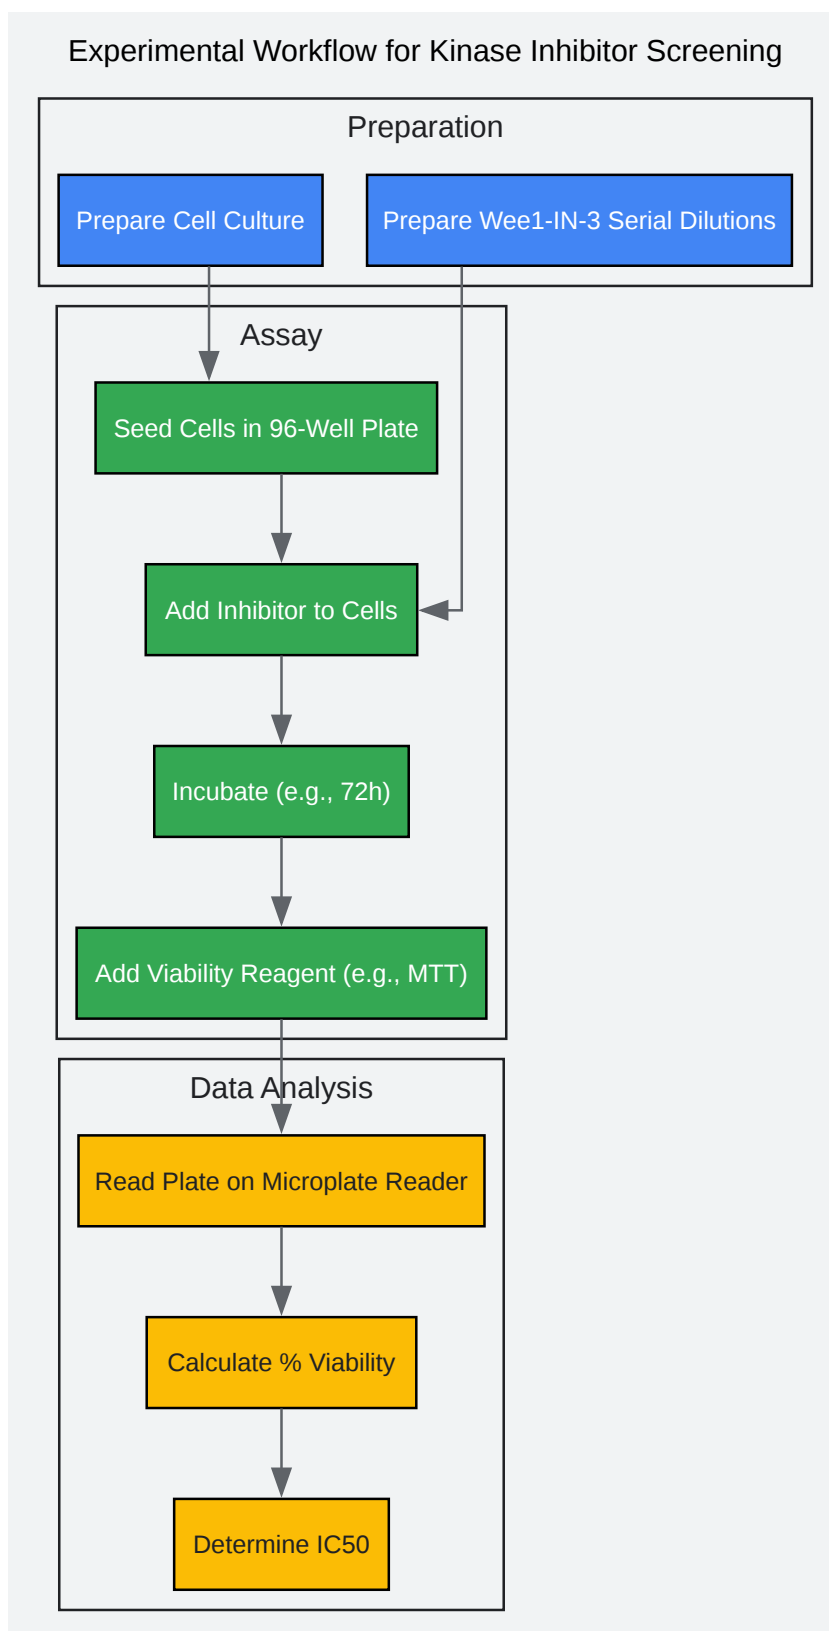 Experimental Workflow for Kinase Inhibitor Screening
Preparation
Prepare Cell Culture
Prepare Wee1-IN-3 Serial Dilutions
Assay
Seed Cells in 96-Well Plate
Add Inhibitor to Cells
Incubate (e.g., 72h)
Add Viability Reagent (e.g., MTT)
Data Analysis
Read Plate on Microplate Reader
Calculate % Viability
Determine IC50